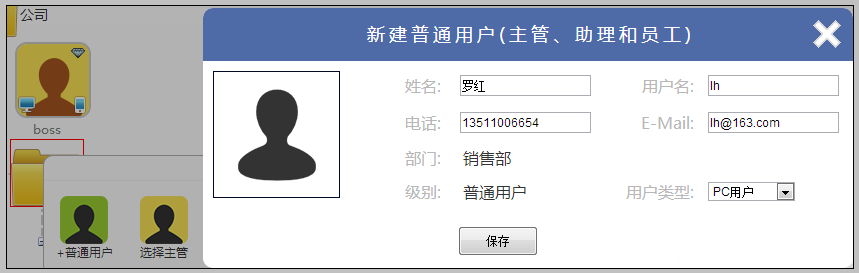 公司
boss
+普通用户 选择主管
新建普通用户(主管、助理和员工)
姓名: 罗红 用户名: lh
电话: 13511006654 E-Mail: lh@163.com
部门: 销售部
级别: 普通用户 用户类型: PC用户
保存